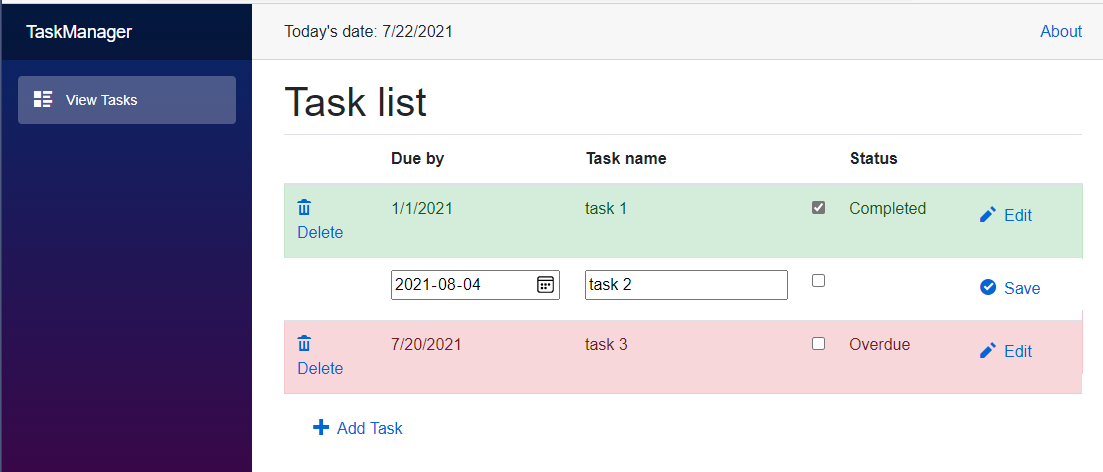 TaskManager
Today's date: 7/22/2021
About
View Tasks
Task list
Due by Task name Status
1/1/2021 task 1 Completed Edit
Delete
2021-08-04 task 2 Save
7/20/2021 task 3 Overdue Edit
Delete
Add Task